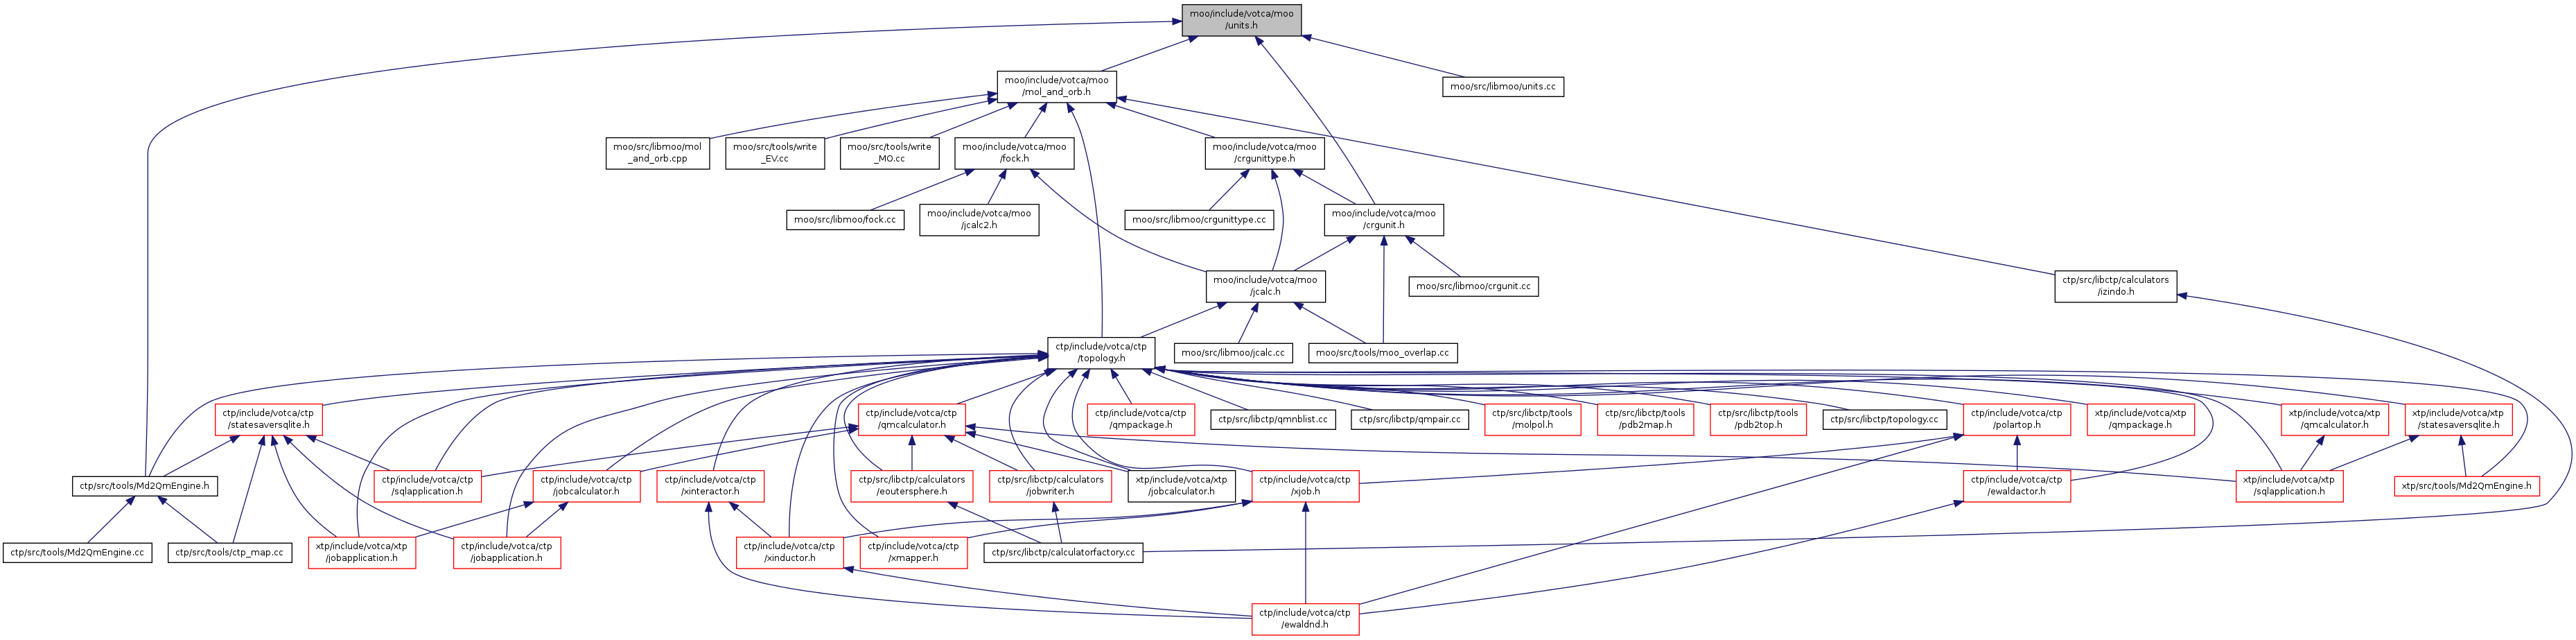 moo/include/votca/moo
/units.h
moo/include/votca/moo
/mol_and_orb.h
moo/src/libmoo/units.cc
moo/src/libmoo/mol
_and_orb.cpp
moo/src/tools/write
_EV.cc
moo/src/tools/write
_MO.cc
moo/include/votca/moo
/fock.h
moo/include/votca/moo
/crgunittype.h
moo/src/libmoo/fock.cc
moo/include/votca/moo
/jcalc2.h
moo/src/libmoo/crgunittype.cc
moo/include/votca/moo
/crgunit.h
moo/include/votca/moo
/jcalc.h
moo/src/libmoo/crgunit.cc
ctp/src/libctp/calculators
/izindo.h
ctp/include/votca/ctp
/topology.h
moo/src/libmoo/jcalc.cc
moo/src/tools/moo_overlap.cc
ctp/include/votca/ctp
/statesaversqlite.h
ctp/include/votca/ctp
/qmcalculator.h
ctp/include/votca/ctp
/qmpackage.h
ctp/src/libctp/qmnblist.cc
ctp/src/libctp/qmpair.cc
ctp/src/libctp/tools
/molpol.h
ctp/src/libctp/tools
/pdb2map.h
ctp/src/libctp/tools
/pdb2top.h
ctp/src/libctp/topology.cc
ctp/include/votca/ctp
/polartop.h
xtp/include/votca/xtp
/qmpackage.h
xtp/include/votca/xtp
/qmcalculator.h
xtp/include/votca/xtp
/statesaversqlite.h
ctp/src/tools/Md2QmEngine.h
ctp/include/votca/ctp
/sqlapplication.h
ctp/include/votca/ctp
/jobcalculator.h
ctp/include/votca/ctp
/xinteractor.h
ctp/src/libctp/calculators
/eoutersphere.h
ctp/src/libctp/calculators
/jobwriter.h
xtp/include/votca/xtp
/jobcalculator.h
ctp/include/votca/ctp
/xjob.h
ctp/include/votca/ctp
/ewaldactor.h
xtp/include/votca/xtp
/sqlapplication.h
xtp/src/tools/Md2QmEngine.h
ctp/src/tools/Md2QmEngine.cc
ctp/src/tools/ctp_map.cc
xtp/include/votca/xtp
/jobapplication.h
ctp/include/votca/ctp
/jobapplication.h
ctp/include/votca/ctp
/xinductor.h
ctp/include/votca/ctp
/xmapper.h
ctp/src/libctp/calculatorfactory.cc
ctp/include/votca/ctp
/ewaldnd.h